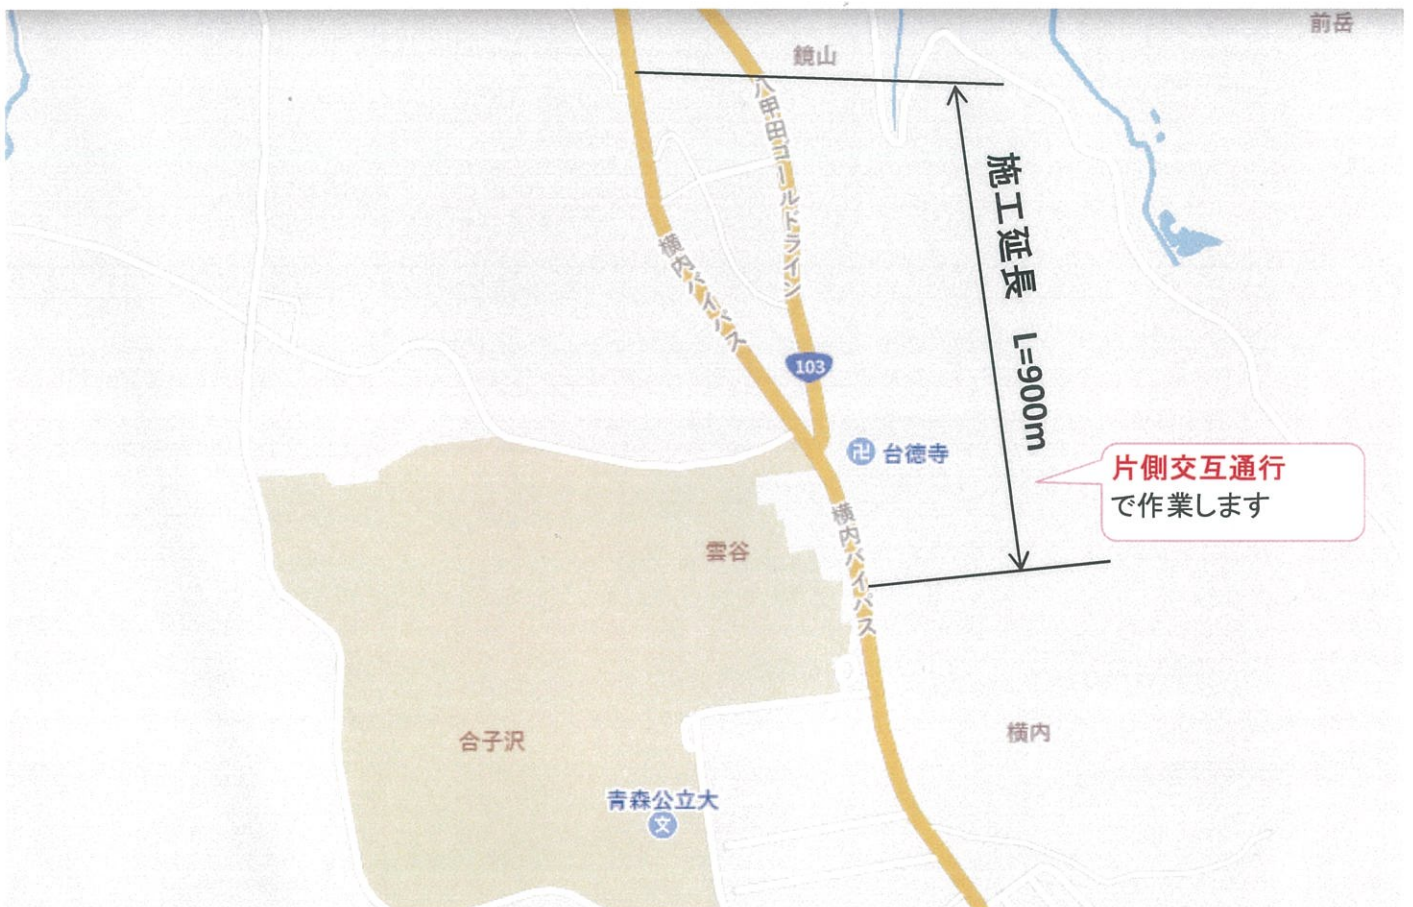 前岳
鏡山
八甲田ゴールドライン
施工延長 L=900m
横内バイパス
103
台徳寺
片側交互通行
で作業します
横内バイパス
雲谷
横内
合子沢
青森公立大
文